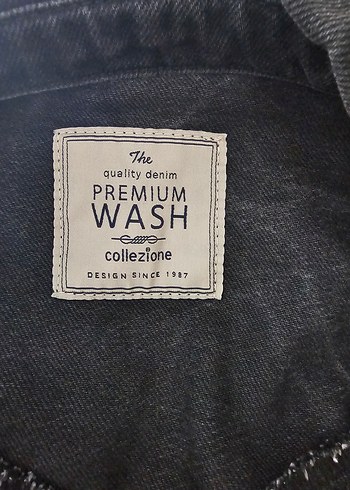 The
quality denim
PREMIUM
WASH
collezione
DESIGN SINCE 1987